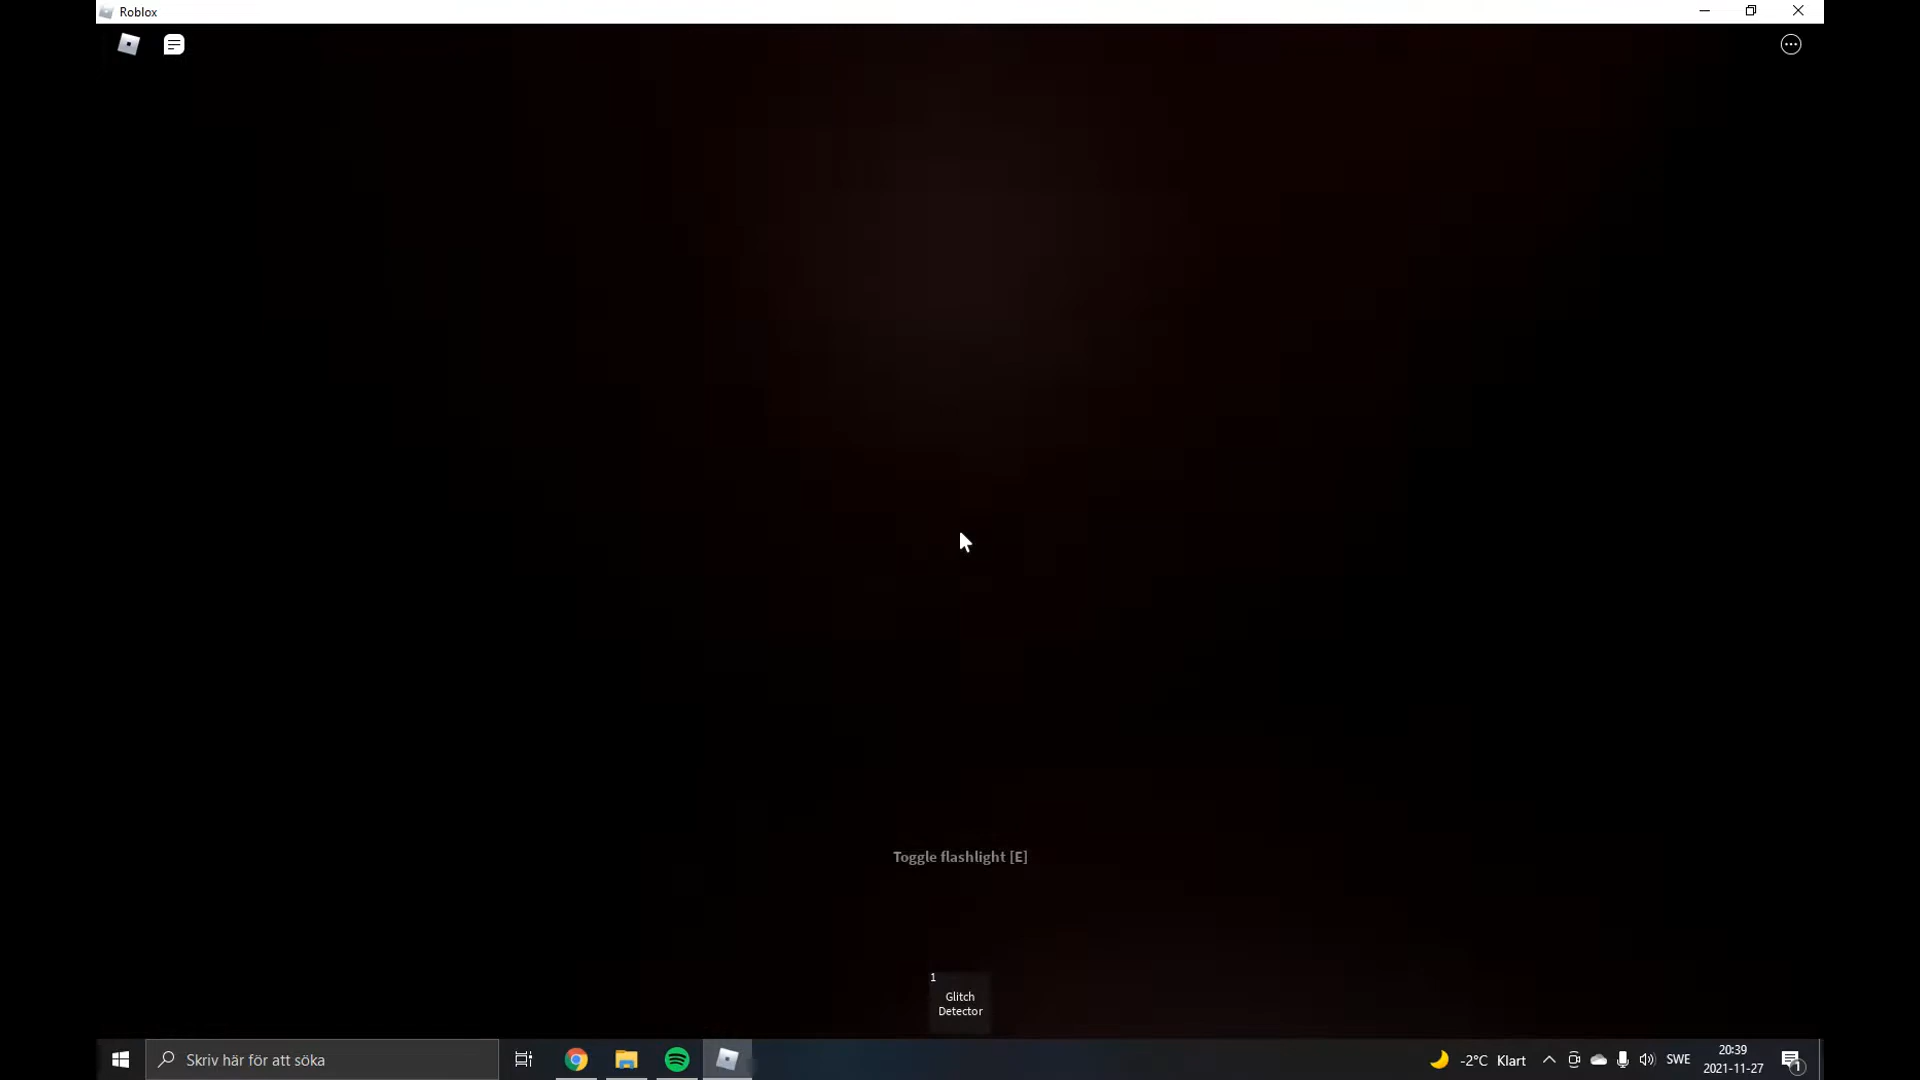 Roblox
Toggle flashlight [E]
1
Glitch
Detector
Skriv här för att söka
-2°C Klart
SWE
20:39
2021-11-27
1